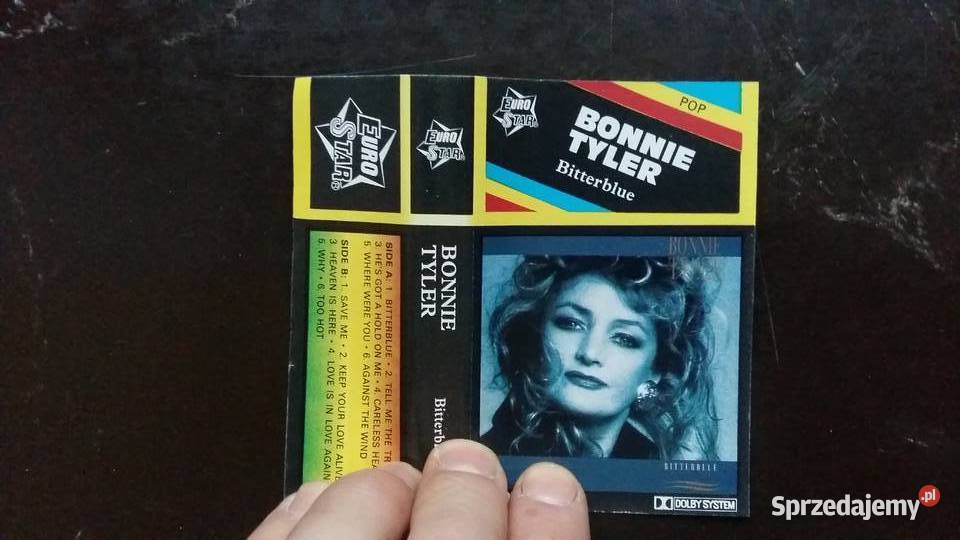 EURO
STAR®
EURO
STAR®
EURO
STAR®
POP
BONNIE
TYLER
Bitterblue
SIDE A: 1. BITTERBLUE • 2. TELL ME THE
3. HE'S GOT A HOLD ON ME • 4. CARELESS
5. WHERE WERE YOU • 6. AGAINST THE WIND
SIDE B: 1. SAVE ME • 2. KEEP YOUR LOVE ALIVE
3. HEAVEN IS HERE • 4. LOVE IS IN LOVE AGAIN
5. WHY • 6. TOO HOT
BONNIE
TYLER
BONNIE
BITTERBLUE
DOLBY SYSTEM
Sprzedajemy.pl